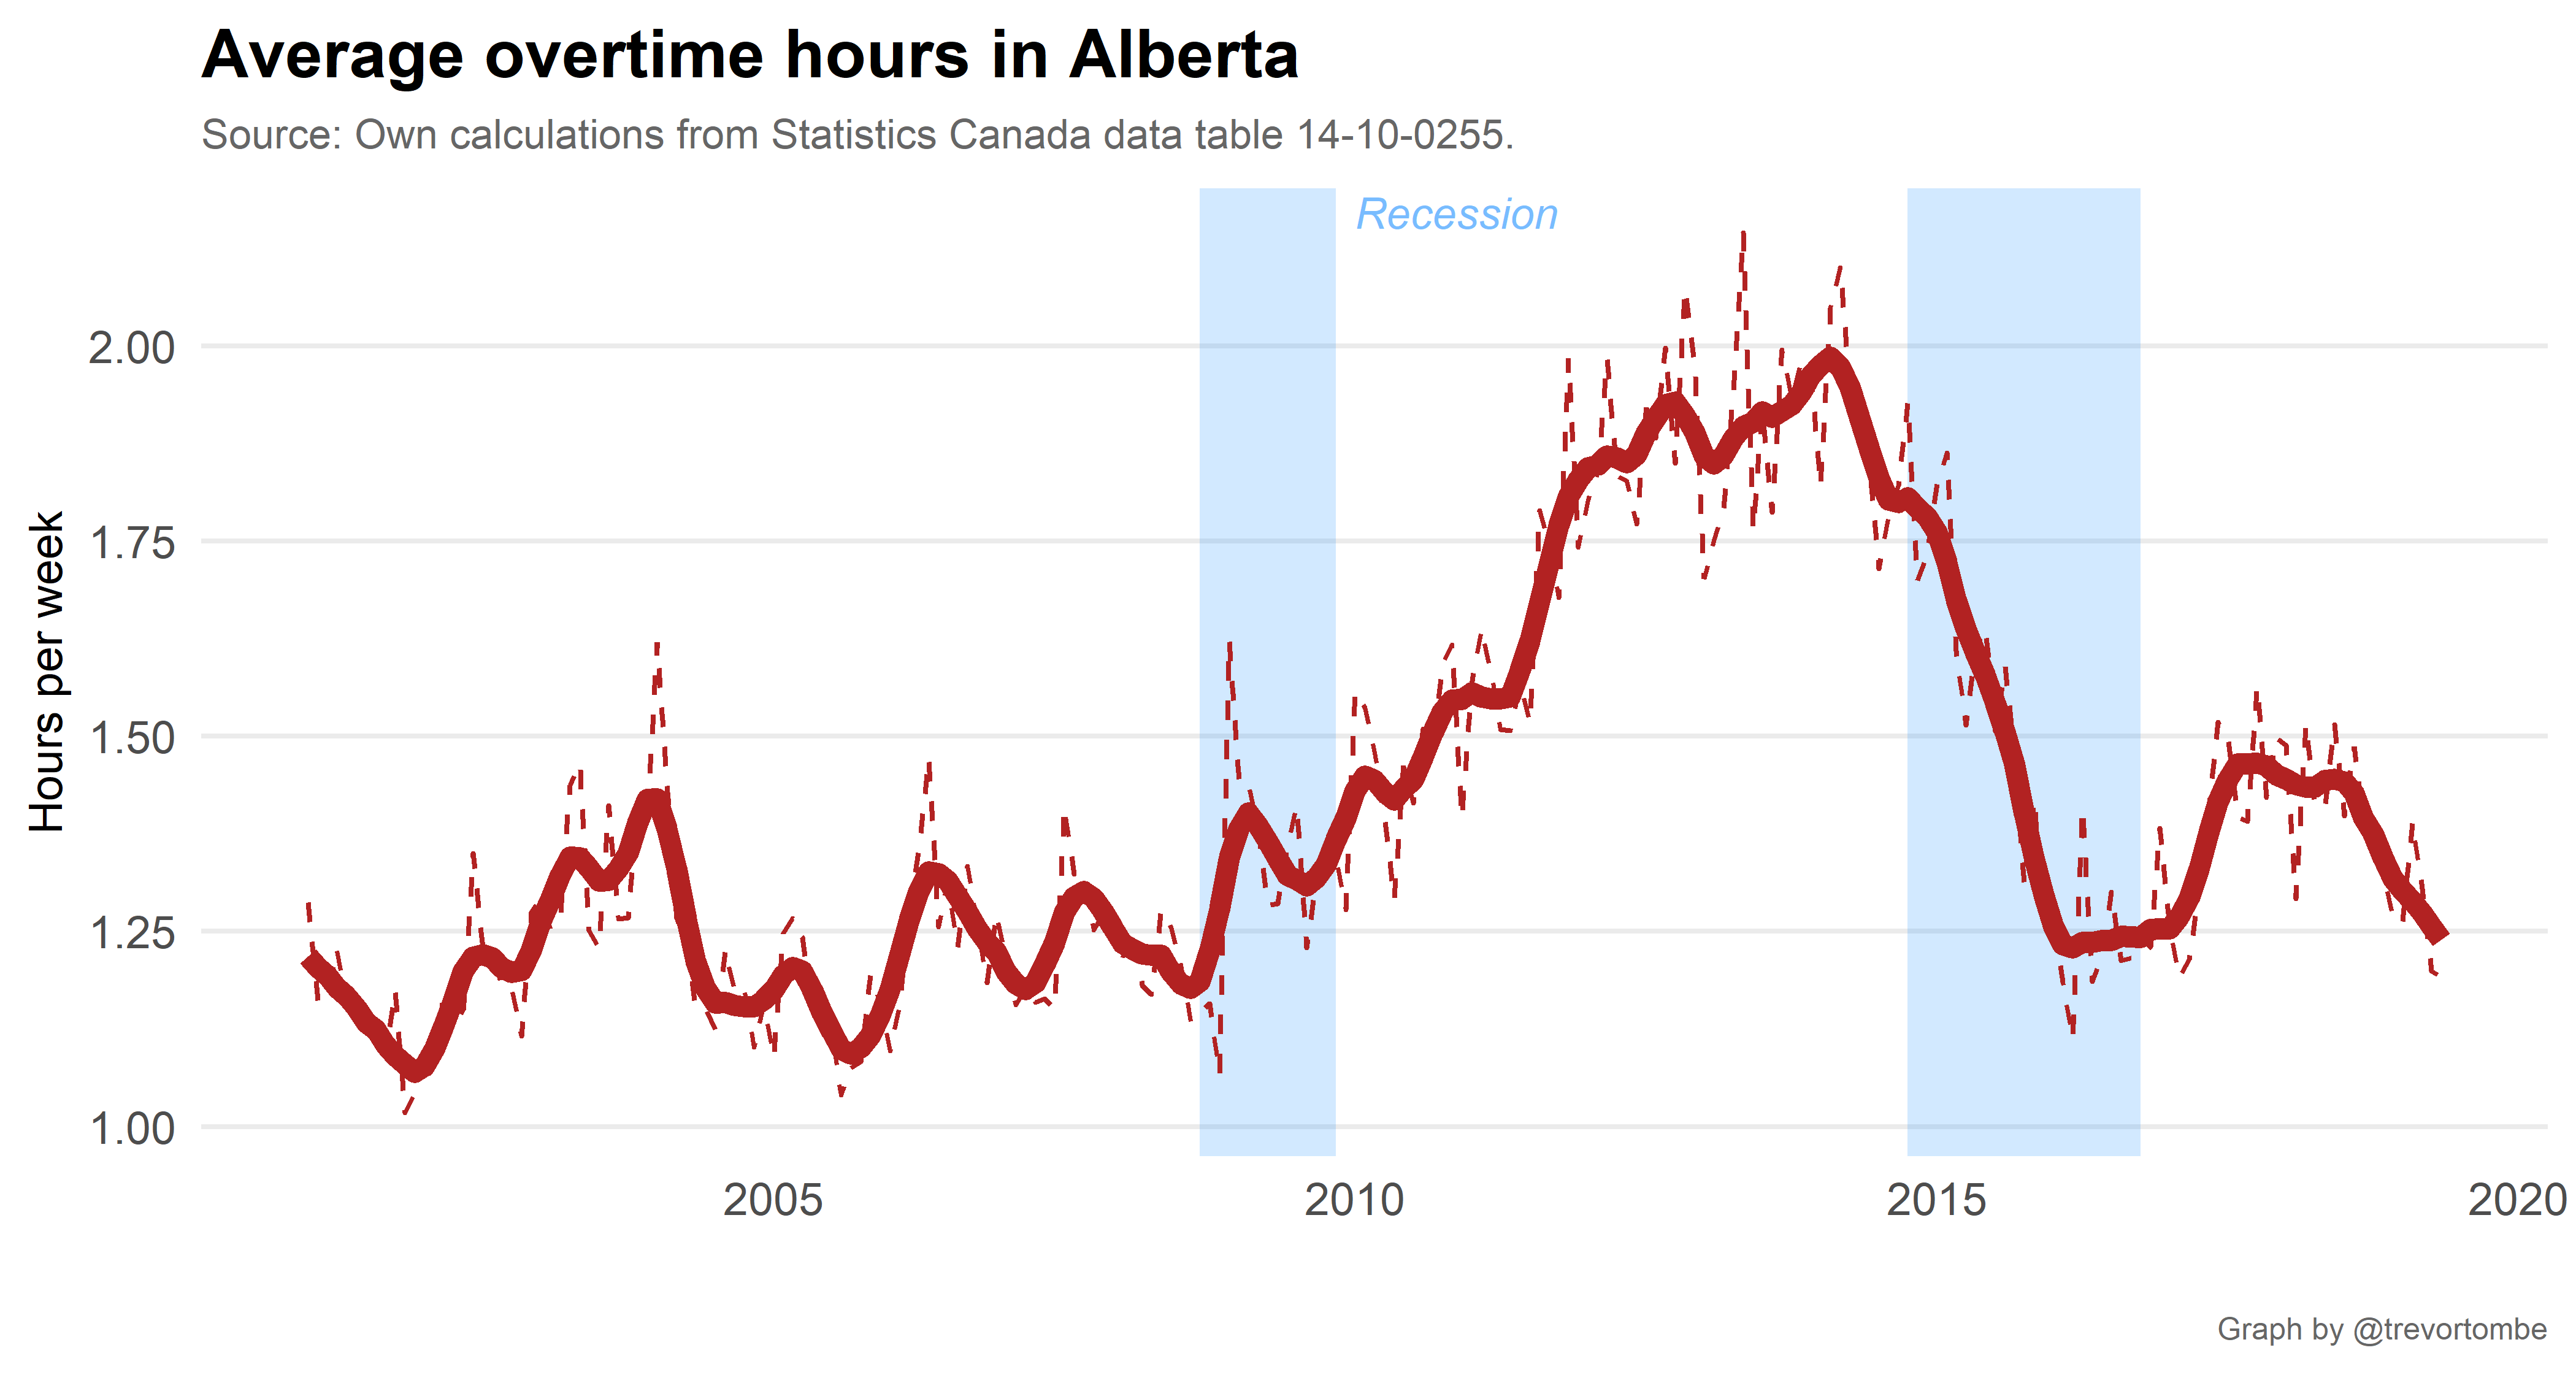 Average overtime hours in Alberta
Source: Own calculations from Statistics Canada data table 14-10-0255.
Recession
Hours per week
2.00
1.75
1.50
1.25
1.00
2005
2010
2015
2020
Graph by @trevortombe